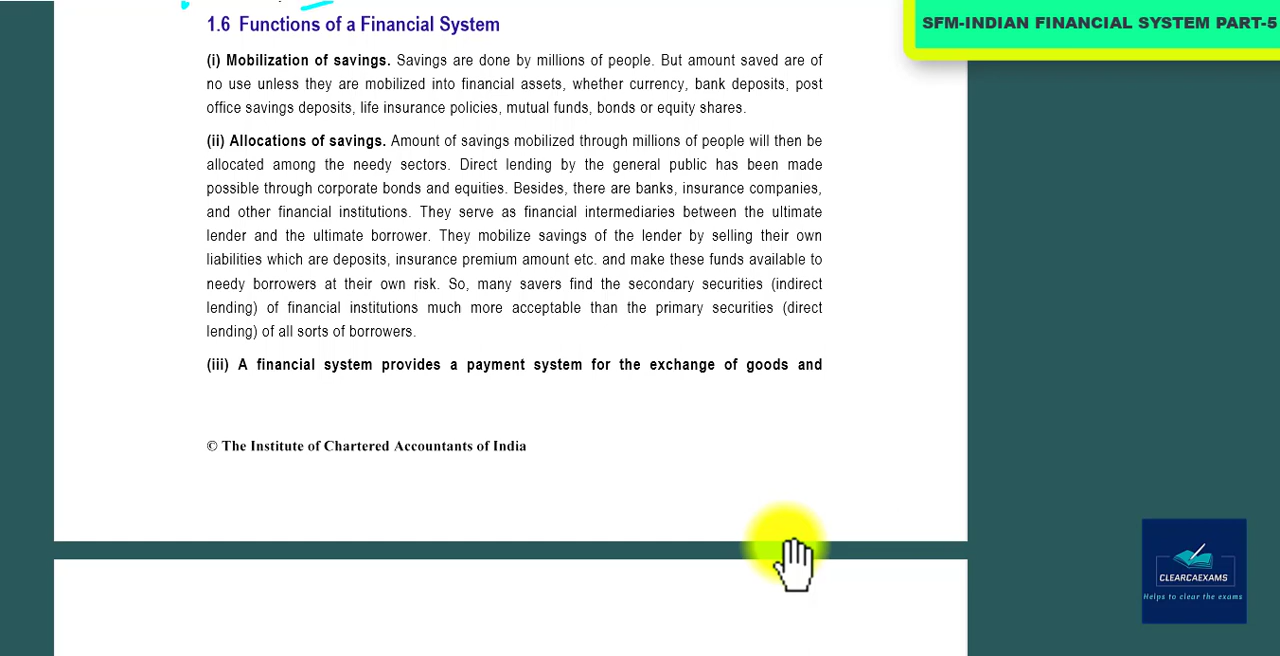 SFM-INDIAN FINANCIAL SYSTEM PART-5
1.6 Functions of a Financial System
(i) Mobilization of savings. Savings are done by millions of people. But amount saved are of
no use unless they are mobilized into financial assets, whether currency, bank deposits, post
office savings deposits, life insurance policies, mutual funds, bonds or equity shares.
(ii) Allocations of savings. Amount of savings mobilized through millions of people will then be
allocated among the needy sectors. Direct lending by the general public has been made
possible through corporate bonds and equities. Besides, there are banks, insurance companies,
and other financial institutions. They serve as financial intermediaries between the ultimate
lender and the ultimate borrower. They mobilize savings of the lender by selling their own
liabilities which are deposits, insurance premium amount etc. and make these funds available to
needy borrowers at their own risk. So, many savers find the secondary securities (indirect
lending) of financial institutions much more acceptable than the primary securities (direct
lending) of all sorts of borrowers.
(iii) A financial system provides a payment system for the exchange of goods and
© The Institute of Chartered Accountants of India
CLEARCAEXAMS
Helps to clear the exams